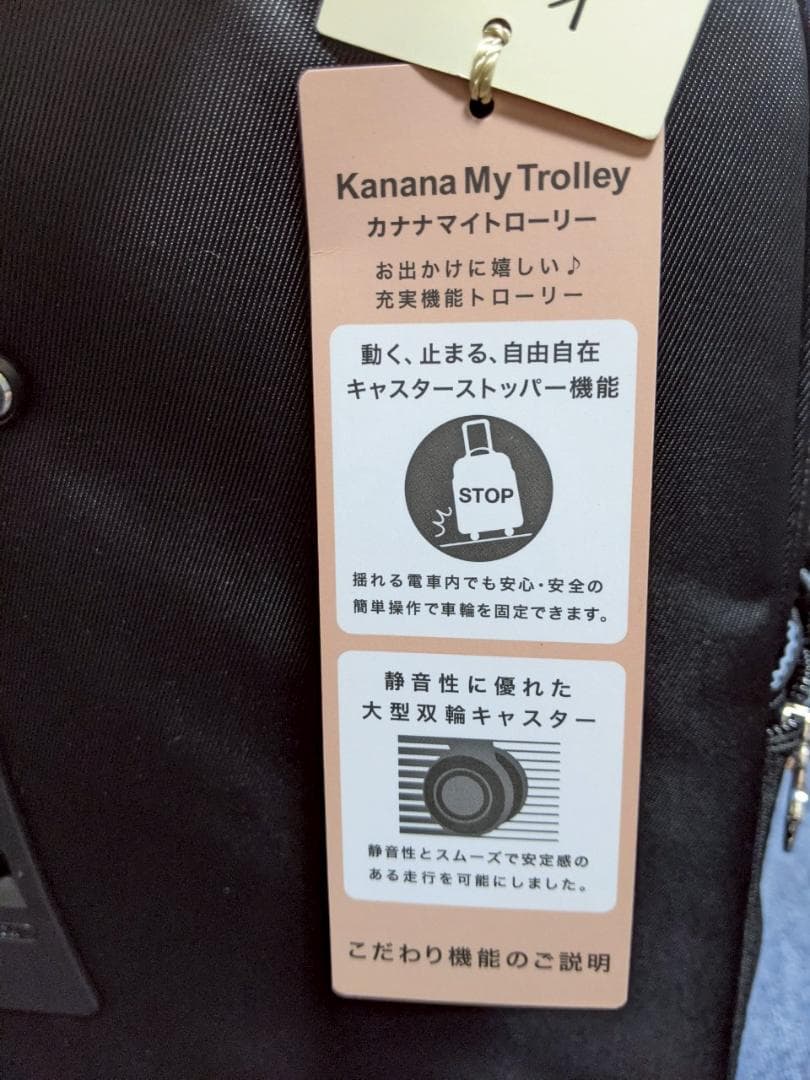 Kanana My Trolley
カナナマイトローリー
お出かけに嬉しい♪
充実機能トローリー
動く、止まる、自由自在
キャスターストッパー機能
STOP
揺れる電車内でも安心・安全の
簡単操作で車輪を固定できます。
静音性に優れた
大型双輪キャスター
静音性とスムーズで安定感の
ある走行を可能にしました。
こだわり機能のご説明